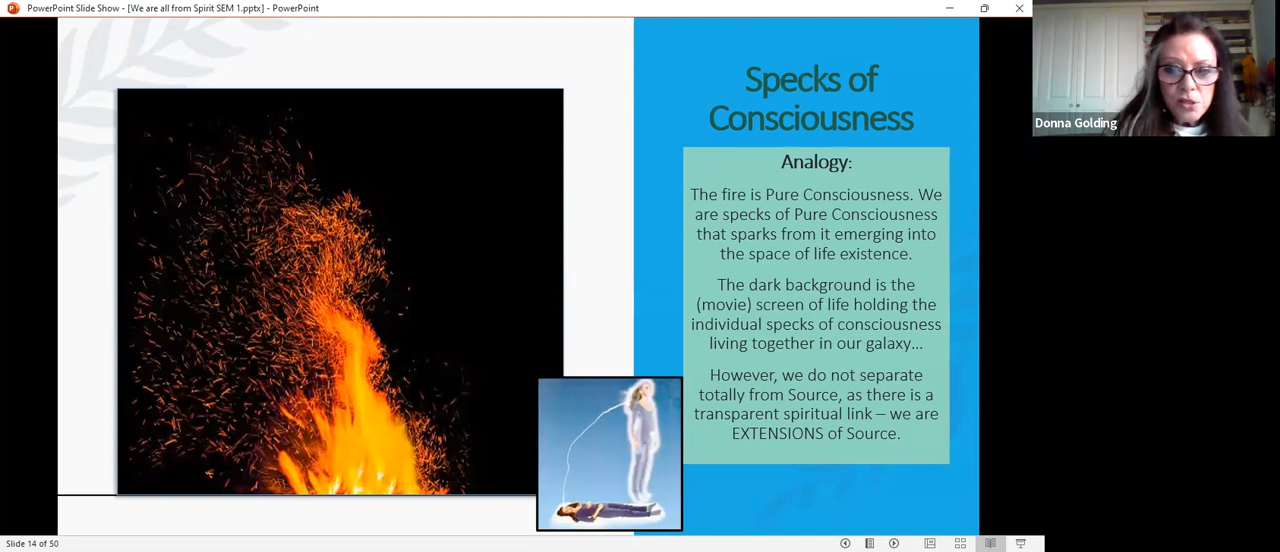 PowerPoint Slide Show - [We are all from Spirit SEM 1.pptx] - PowerPoint
Donna Golding
Specks of
Consciousness
Analogy:
The fire is Pure Consciousness. We
are specks of Pure Consciousness
that sparks from it emerging into
the space of life existence.
The dark background is the
(movie) screen of life holding the
individual specks of consciousness
living together in our galaxy...
However, we do not separate
totally from Source, as there is a
transparent spiritual link – we are
EXTENSIONS of Source.
Slide 14 of 50